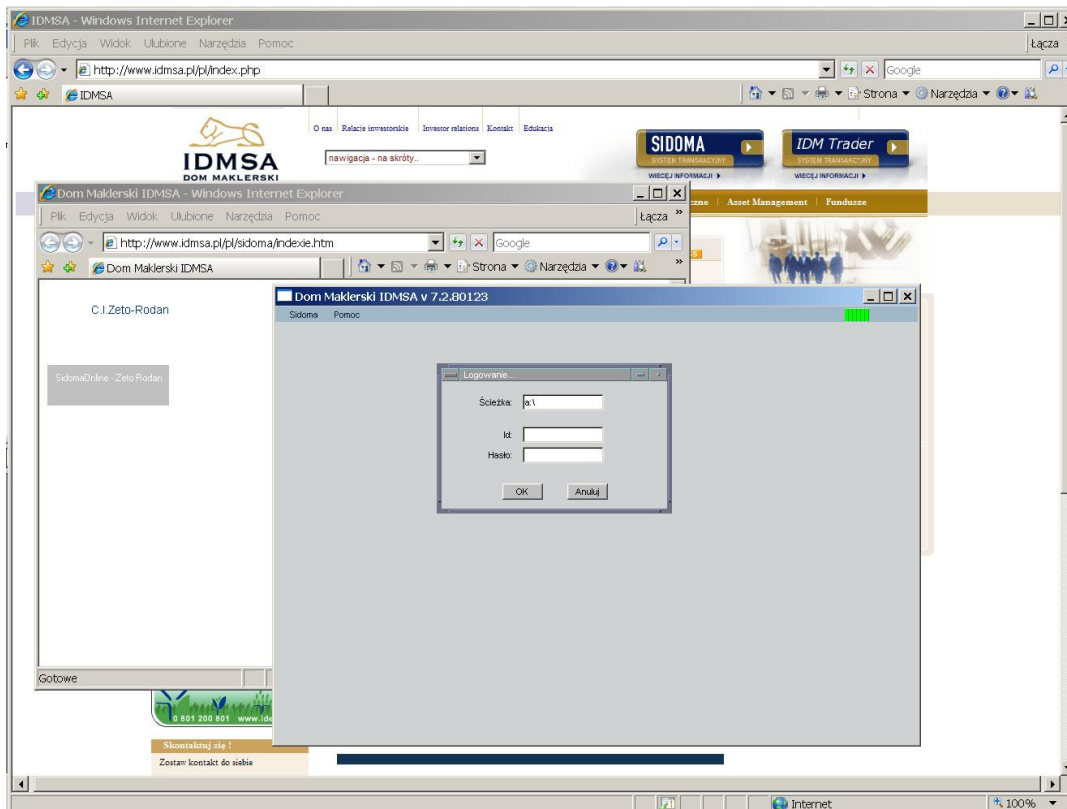 IDMSA - Windows Internet Explorer
Plik Edycja Widok Ulubione Narzędzia Pomoc
Łącza
http://www.idmsa.pl/pl/index.php
Google
IDMSA
Strona
Narzędzia
O nas Relacje inwestorskie Investor relations Kontakt Edukacja
nawigacja - na skróty..
IDMSA
DOM MAKLERSKI
SIDOMA
SYSTEM TRANSAKCYJNY
WIĘCEJ INFORMACJI
IDM Trader
SYSTEM TRANSAKCYJNY
WIĘCEJ INFORMACJI
Asset Management | Fundusze
Dom Maklerski IDMSA - Windows Internet Explorer
Plik Edycja Widok Ulubione Narzędzia Pomoc
Łącza »
http://www.idmsa.pl/pl/sidoma/indexie.htm
Google
Dom Maklerski IDMSA
Strona
Narzędzia
»
C.I.Zeto-Rodan
SidomaOnline - Zeto Rodan
Dom Maklerski IDMSA v 7.2.80123
Sidoma Pomoc
Logowanie...
Ścieżka: a:\
Id:
Hasło:
OK Anuluj
Gotowe
0 801 200 801
Skontaktuj się !
Zostaw kontakt do siebie
Internet
100%